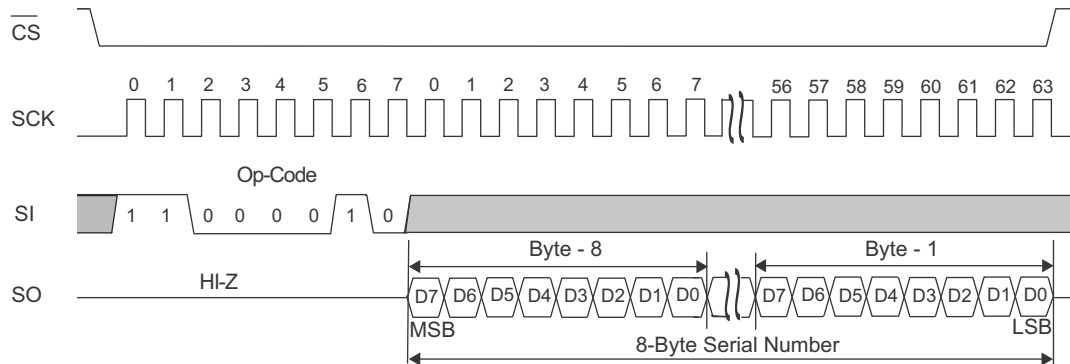 CS
0 1 2 3 4 5 6 7 0 1 2 3 4 5 6 7 56 57 58 59 60 61 62 63
SCK
Op-Code
SI 1 1 0 0 0 0 1 0
Byte - 8 Byte - 1
HI-Z
SO D7 D6 D5 D4 D3 D2 D1 D0 D7 D6 D5 D4 D3 D2 D1 D0
MSB LSB
8-Byte Serial Number